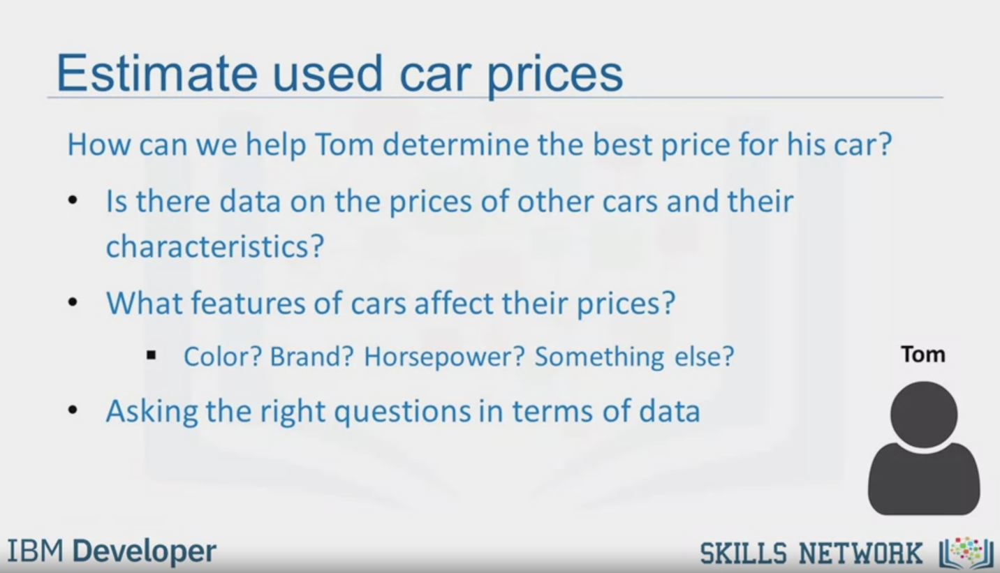 Estimate used car prices
How can we help Tom determine the best price for his car?
• Is there data on the prices of other cars and their
characteristics?
• What features of cars affect their prices?
▪ Color? Brand? Horsepower? Something else?
• Asking the right questions in terms of data
Tom
IBM Developer
SKILLS NETWORK